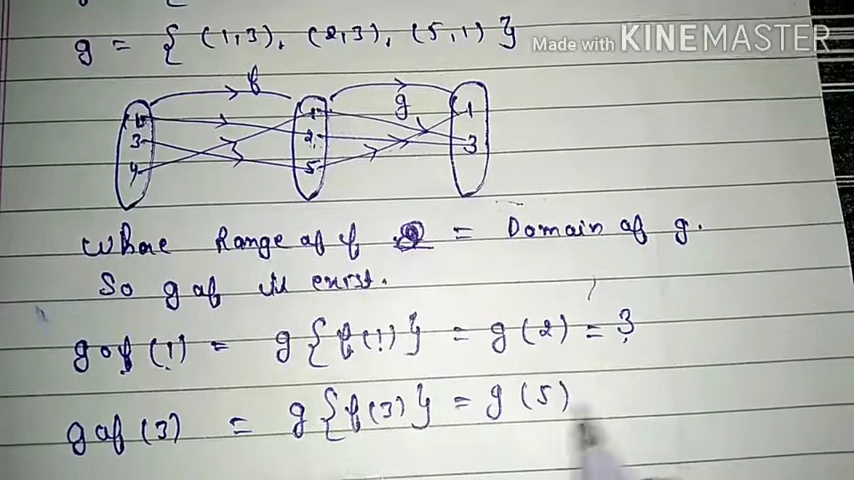 g = { (1,3), (2,3), (5,1) }
Made with KINEMASTER
f g
1 1 1
3 2 3
4 5
Whore Range of f = Domain of g.
So gof is exist.
gof (1) = g{f(1)} = g(2) = 3
gof (3) = g{f(3)} = g(5)